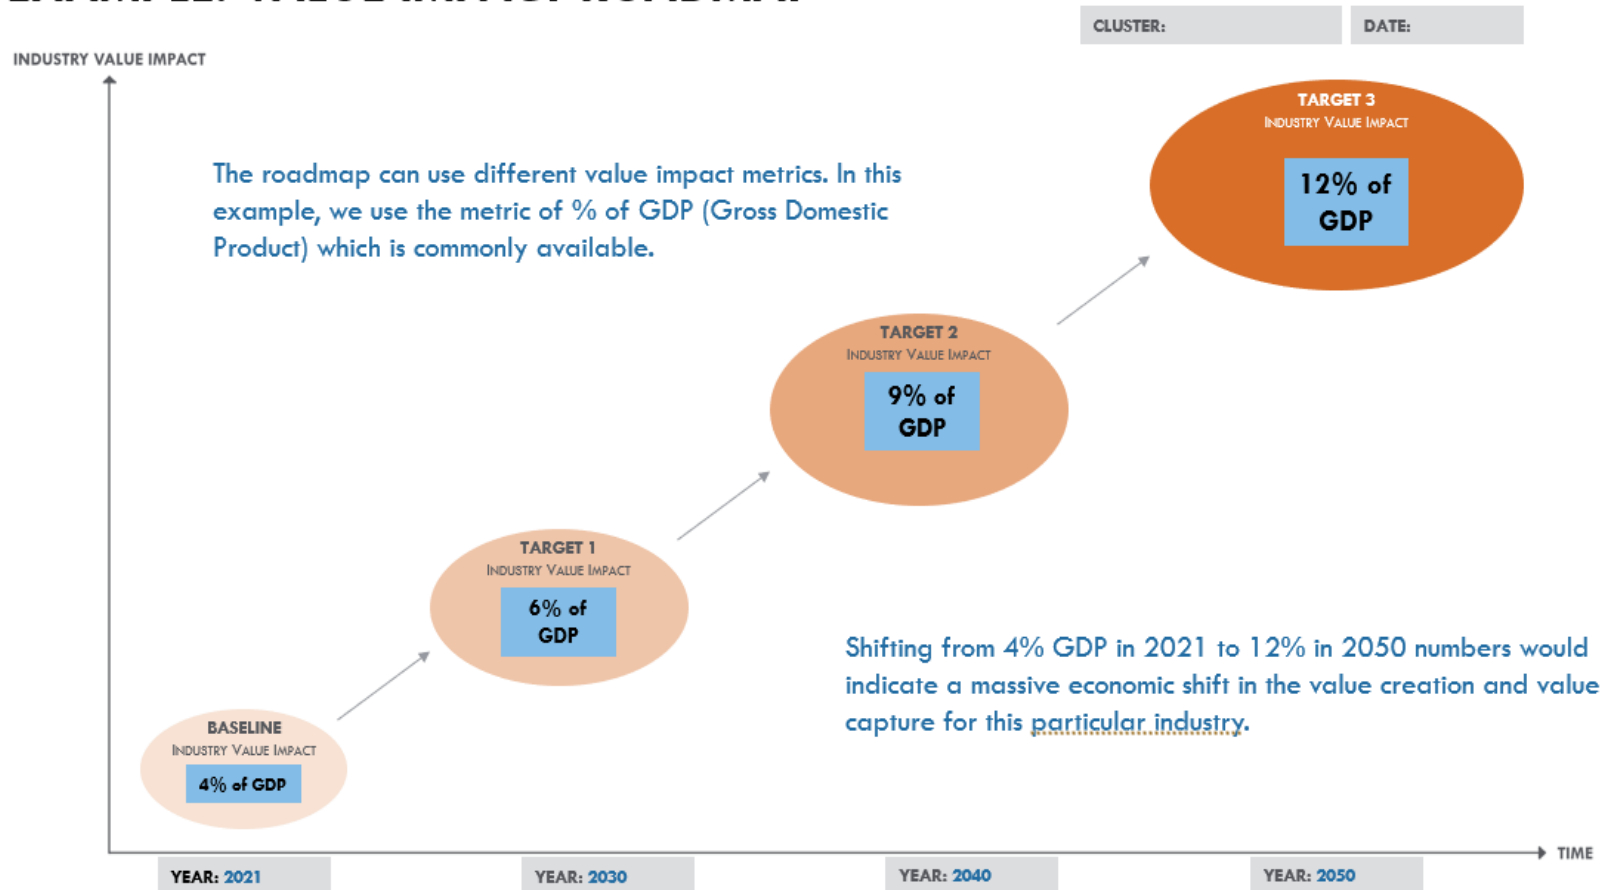 CLUSTER:
DATE:
INDUSTRY VALUE IMPACT
TARGET 3
INDUSTRY VALUE IMPACT
12% of
GDP
The roadmap can use different value impact metrics. In this
example, we use the metric of % of GDP (Gross Domestic
Product) which is commonly available.
TARGET 2
INDUSTRY VALUE IMPACT
9% of
GDP
TARGET 1
INDUSTRY VALUE IMPACT
6% of
GDP
Shifting from 4% GDP in 2021 to 12% in 2050 numbers would
indicate a massive economic shift in the value creation and value
capture for this particular industry.
BASELINE
INDUSTRY VALUE IMPACT
4% of GDP
TIME
YEAR: 2021
YEAR: 2030
YEAR: 2040
YEAR: 2050